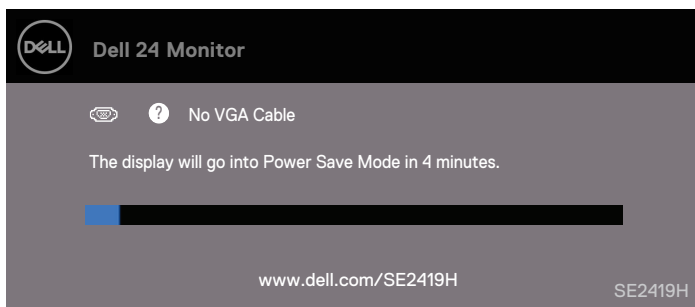 DELL
Dell 24 Monitor
? No VGA Cable
The display will go into Power Save Mode in 4 minutes.
www.dell.com/SE2419H
SE2419H